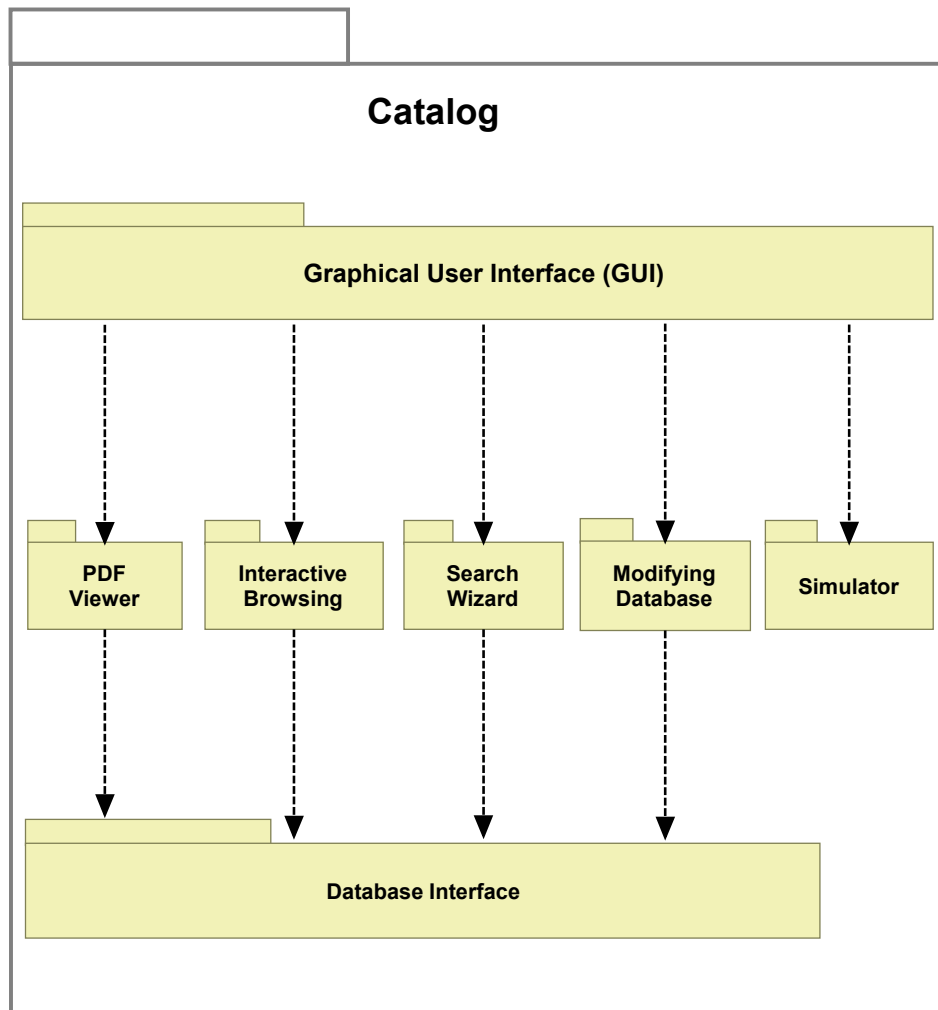 Catalog
Graphical User Interface (GUI)
PDF
Viewer
Interactive
Browsing
Search
Wizard
Modifying
Database
Simulator
Database Interface